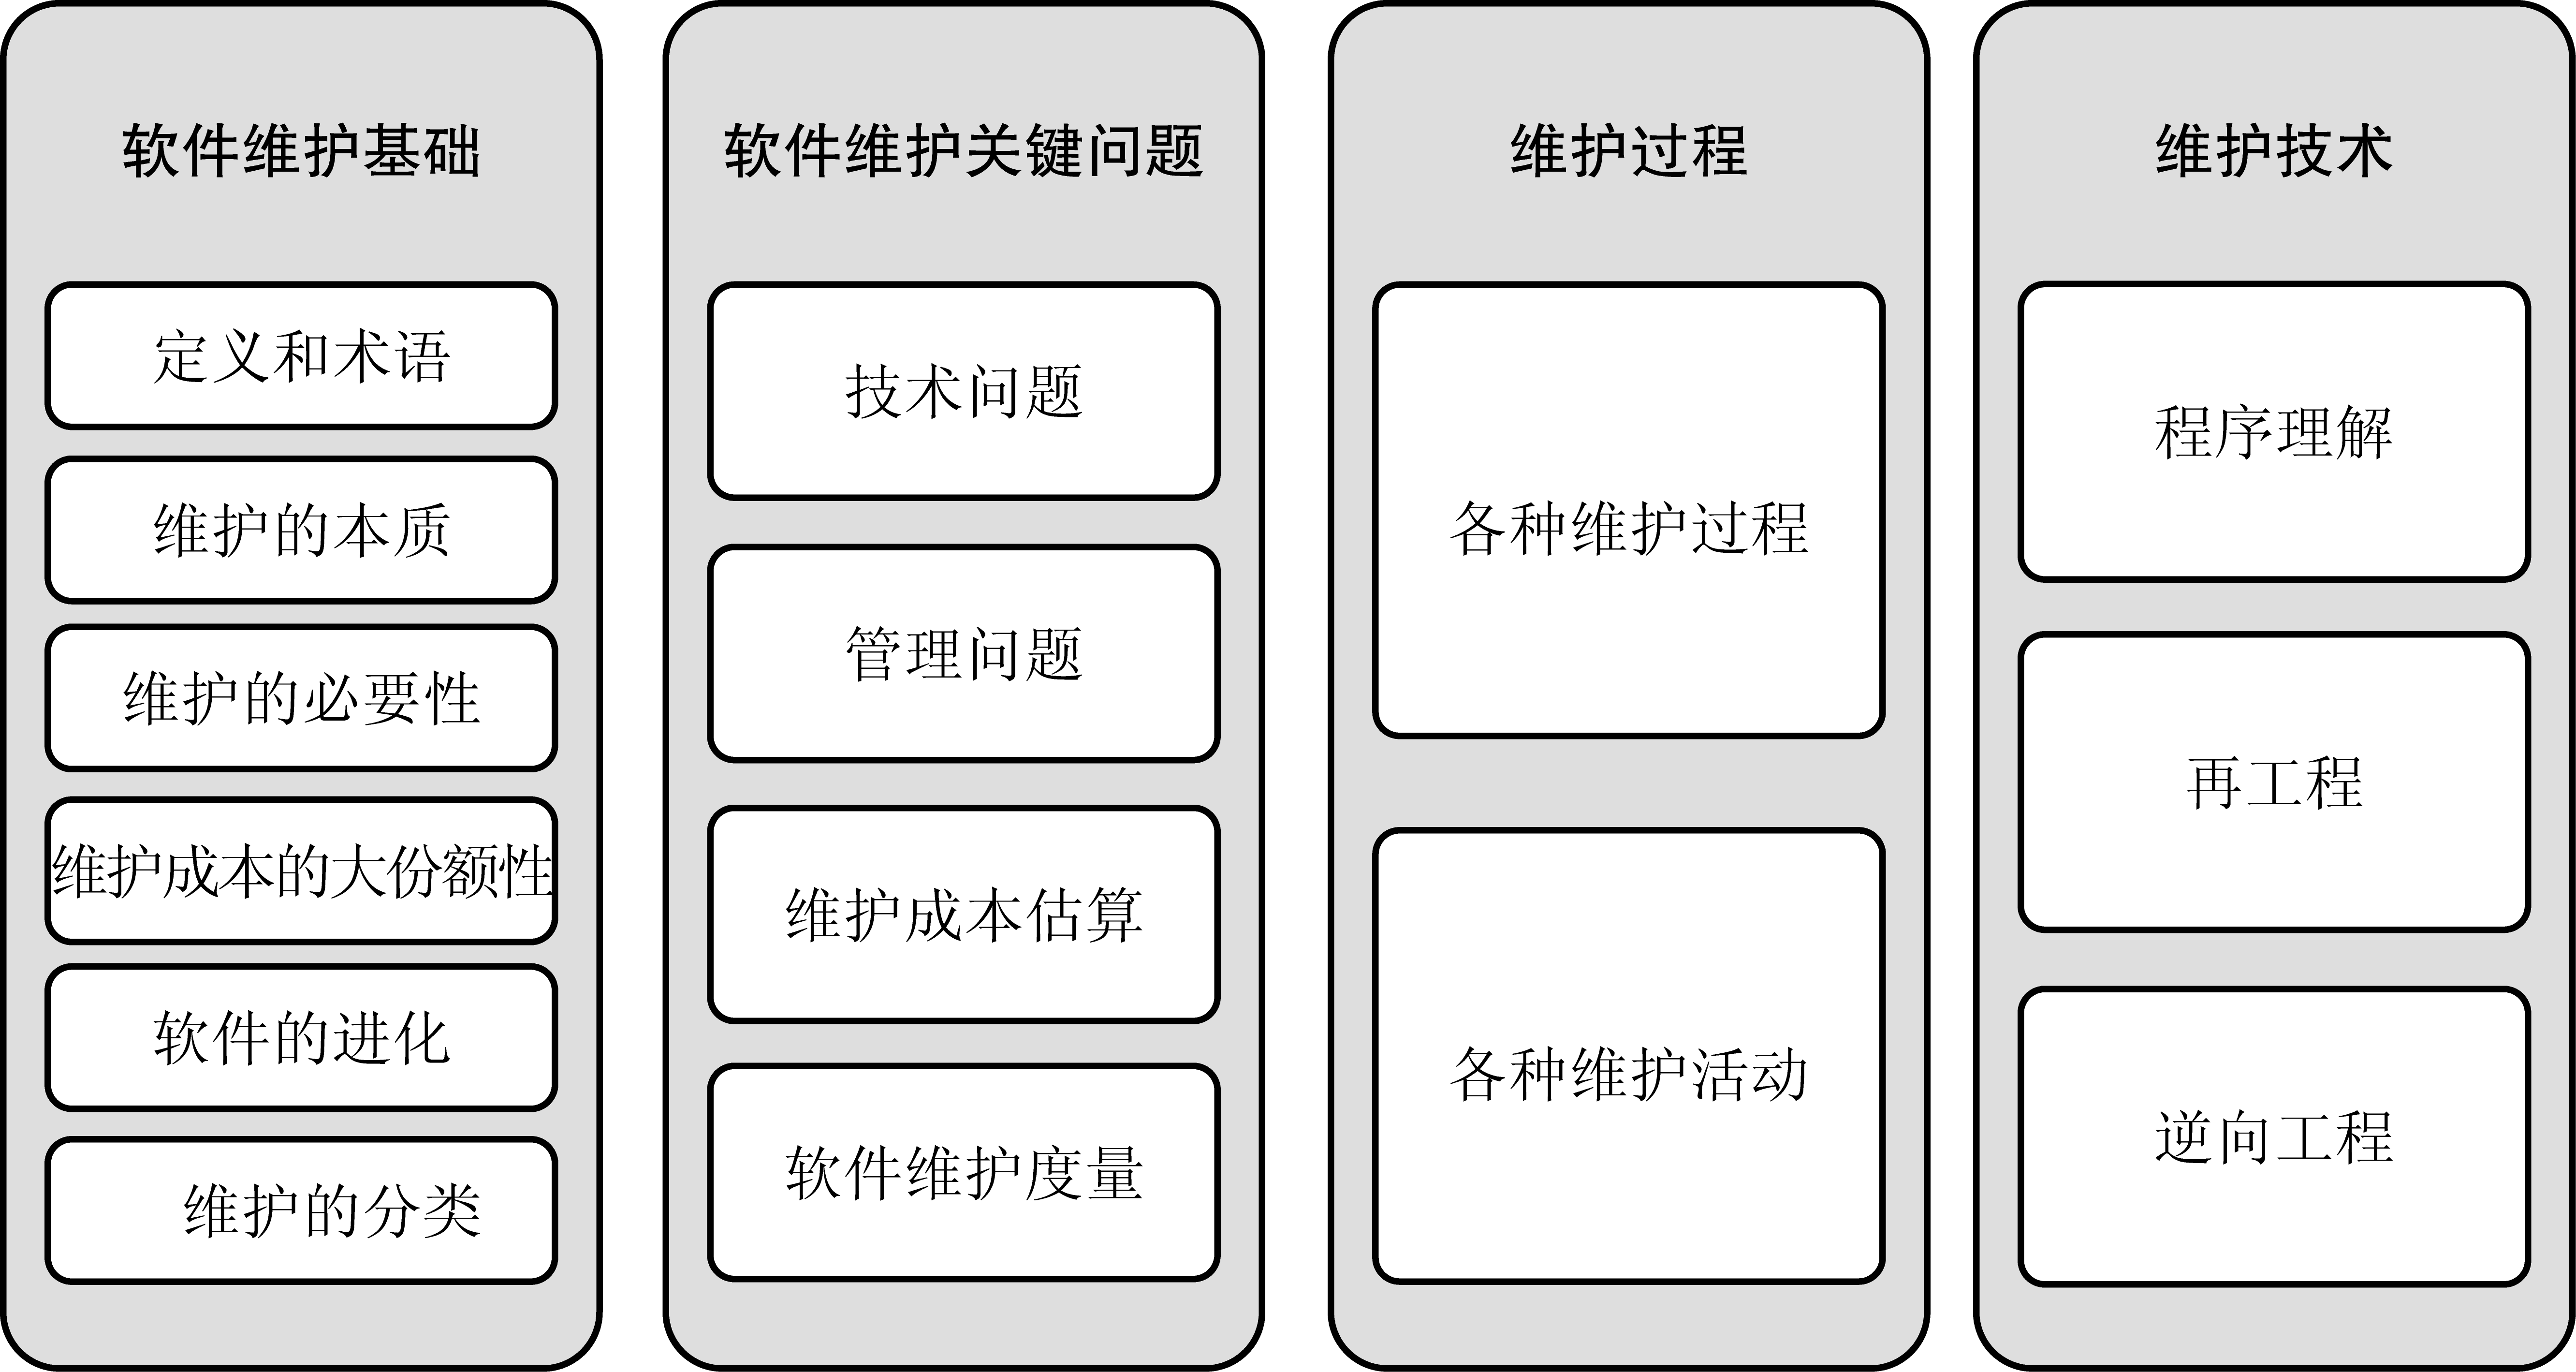 软件维护基础
定义和术语
维护的本质
维护的必要性
维护成本的大份额性
软件的进化
维护的分类
软件维护关键问题
技术问题
管理问题
维护成本估算
软件维护度量
维护过程
各种维护过程
各种维护活动
维护技术
程序理解
再工程
逆向工程